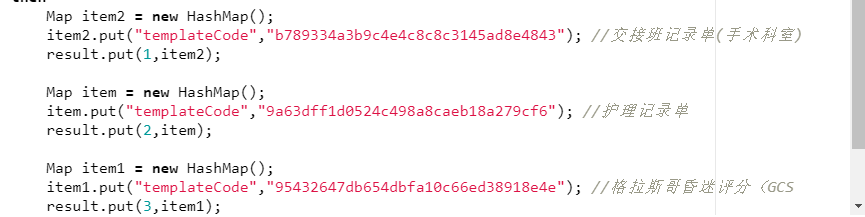 then
Map item2 = new HashMap();
item2.put("templateCode","b789334a3b9c4e4c8c8c3145ad8e4843"); //交接班记录单(手术科室)
result.put(1,item2);
Map item = new HashMap();
item.put("templateCode","9a63dff1d0524c498a8caeb18a279cf6"); //护理记录单
result.put(2,item);
Map item1 = new HashMap();
item1.put("templateCode","95432647db654dbfa10c66ed38918e4e"); //格拉斯哥昏迷评分（GCS
result.put(3,item1);